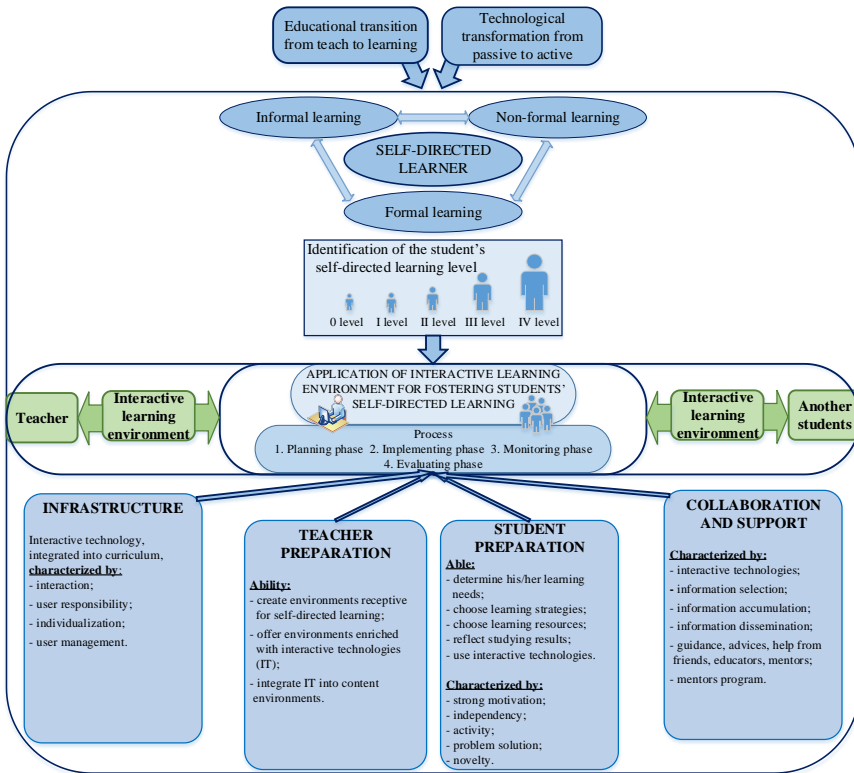 Educational transition
from teach to learning
Technological
transformation from
passive to active
Informal learning
Non-formal learning
SELF-DIRECTED
LEARNER
Formal learning
Identification of the student's
self-directed learning level
0 level
I level
II level
III level
IV level
APPLICATION OF INTERACTIVE LEARNING
ENVIRONMENT FOR FOSTERING STUDENTS'
SELF-DIRECTED LEARNING
Teacher
Interactive
learning
environment
Interactive
learning
environment
Another
students
Process
1. Planning phase 2. Implementing phase 3. Monitoring phase
4. Evaluating phase
INFRASTRUCTURE
Interactive technology,
integrated into curriculum,
characterized by:
- interaction;
- user responsibility;
- individualization;
- user management.
TEACHER
PREPARATION
Ability:
- create environments receptive
for self-directed learning;
- offer environments enriched
with interactive technologies
(IT);
- integrate IT into content
environments.
STUDENT
PREPARATION
Able:
- determine his/her learning
needs;
- choose learning strategies;
- choose learning resources;
- reflect studying results;
- use interactive technologies.
Characterized by:
- strong motivation;
- independency;
- activity;
- problem solution;
- novelty.
COLLABORATION
AND SUPPORT
Characterized by:
- interactive technologies;
- information selection;
- information accumulation;
- information dissemination;
- guidance, advices, help from
friends, educators, mentors;
- mentors program.